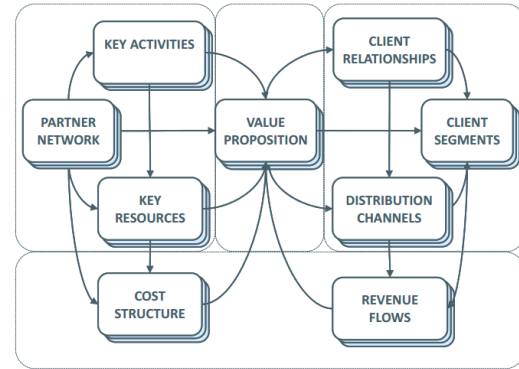 KEY ACTIVITIES
CLIENT
RELATIONSHIPS
PARTNER
NETWORK
VALUE
PROPOSITION
CLIENT
SEGMENTS
KEY
RESOURCES
DISTRIBUTION
CHANNELS
COST
STRUCTURE
REVENUE
FLOWS